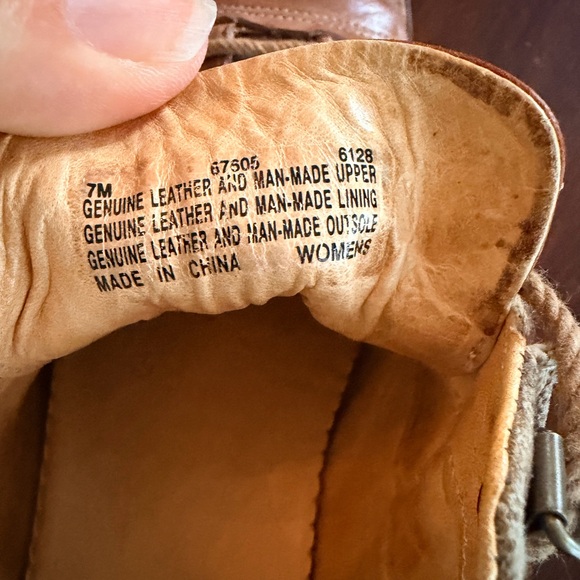 7M 67605 6128
GENUINE LEATHER AND MAN-MADE UPPER
GENUINE LEATHER AND MAN-MADE LINING
GENUINE LEATHER AND MAN-MADE OUTSOLE
MADE IN CHINA WOMENS